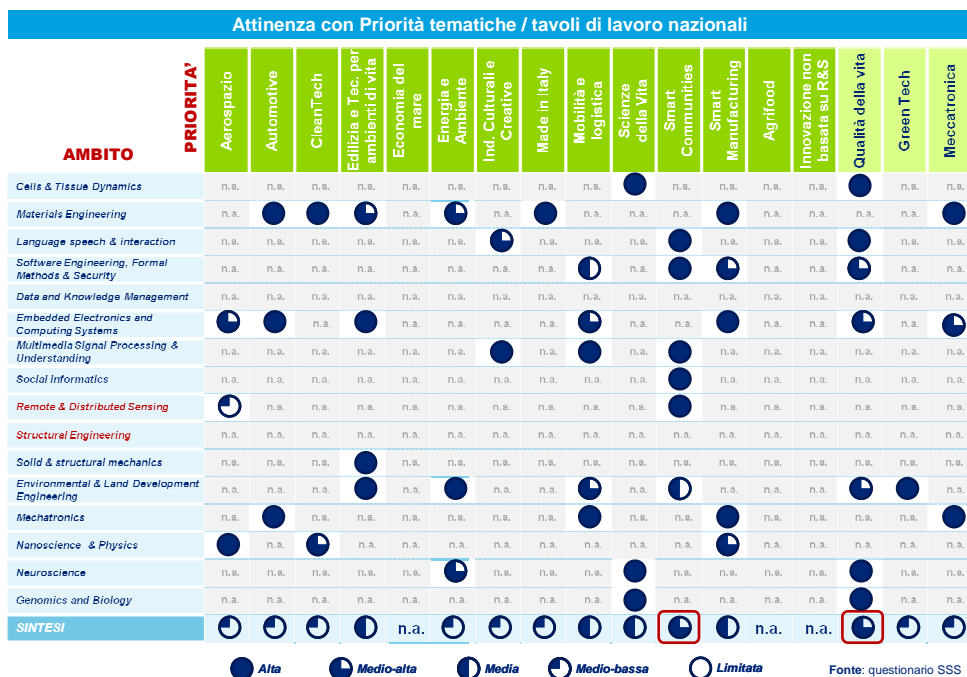 Attinenza con Priorità tematiche / tavoli di lavoro nazionali
AMBITO
PRIORITA'
Aerospazio
Automotive
CleanTech
Edilizia e Tec. per
ambienti di vita
Economia del
mare
Energia e
Ambiente
Ind. Culturali e
Creative
Made in Italy
Mobilità e
logistica
Scienze
della Vita
Smart
Communities
Smart
Manufacturing
Agrifood
Innovazione non
basata su R&S
Qualità della vita
Green Tech
Meccatronica
Cells & Tissue Dynamics n.a. n.a. n.a. n.a. n.a. n.a. n.a. n.a. n.a. n.a. n.a. n.a. n.a. n.a. n.a.
Materials Engineering n.a. n.a. n.a. n.a. n.a. n.a. n.a. n.a. n.a. n.a.
Language speech & interaction n.a. n.a. n.a. n.a. n.a. n.a. n.a. n.a. n.a. n.a. n.a. n.a. n.a. n.a.
Software Engineering, Formal
Methods & Security n.a. n.a. n.a. n.a. n.a. n.a. n.a. n.a. n.a. n.a. n.a. n.a. n.a.
Data and Knowledge Management n.a. n.a. n.a. n.a. n.a. n.a. n.a. n.a. n.a. n.a. n.a. n.a. n.a. n.a. n.a. n.a. n.a.
Embedded Electronics and
Computing Systems n.a. n.a. n.a. n.a. n.a. n.a. n.a. n.a. n.a. n.a.
Multimedia Signal Processing &
Understanding n.a. n.a. n.a. n.a. n.a. n.a. n.a. n.a. n.a. n.a. n.a. n.a. n.a. n.a.
Social Informatics n.a. n.a. n.a. n.a. n.a. n.a. n.a. n.a. n.a. n.a. n.a. n.a. n.a. n.a. n.a. n.a.
Remote & Distributed Sensing n.a. n.a. n.a. n.a. n.a. n.a. n.a. n.a. n.a. n.a. n.a. n.a. n.a. n.a. n.a.
Structural Engineering n.a. n.a. n.a. n.a. n.a. n.a. n.a. n.a. n.a. n.a. n.a. n.a. n.a. n.a. n.a. n.a. n.a.
Solid & structural mechanics n.a. n.a. n.a. n.a. n.a. n.a. n.a. n.a. n.a. n.a. n.a. n.a. n.a. n.a. n.a. n.a.
Environmental & Land Development
Engineering n.a. n.a. n.a. n.a. n.a. n.a. n.a. n.a. n.a. n.a. n.a.
Mechatronics n.a. n.a. n.a. n.a. n.a. n.a. n.a. n.a. n.a. n.a. n.a. n.a. n.a.
Nanoscience & Physics n.a. n.a. n.a. n.a. n.a. n.a. n.a. n.a. n.a. n.a. n.a. n.a. n.a. n.a.
Neuroscience n.a. n.a. n.a. n.a. n.a. n.a. n.a. n.a. n.a. n.a. n.a. n.a. n.a. n.a.
Genomics and Biology n.a. n.a. n.a. n.a. n.a. n.a. n.a. n.a. n.a. n.a. n.a. n.a. n.a. n.a. n.a.
SINTESI n.a. n.a. n.a.
Alta Medio-alta Media Medio-bassa Limitata Fonte: questionario SSS